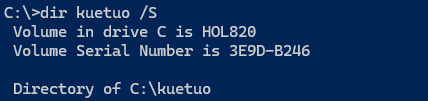 C:\>dir kuetuo /S
 Volume in drive C is HOL820
 Volume Serial Number is 3E9D-B246

 Directory of C:\kuetuo